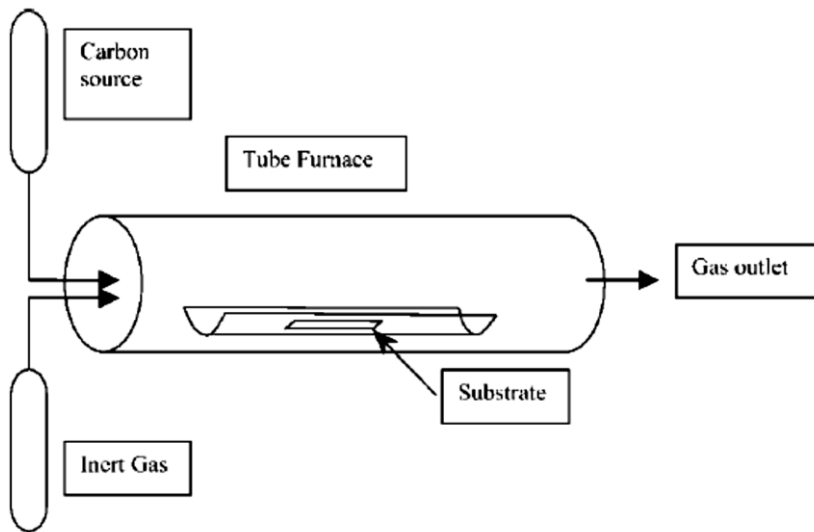 Carbon
source
Tube Furnace
Gas outlet
Substrate
Inert Gas